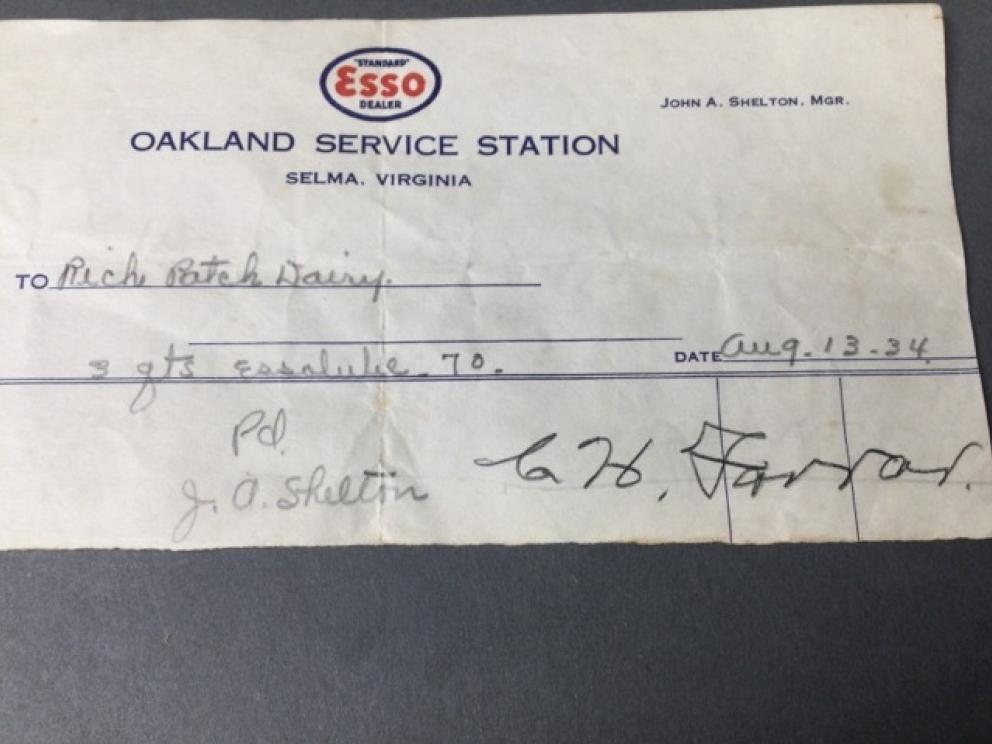 "STANDARD"
Esso
DEALER
JOHN A. SHELTON, MGR.
OAKLAND SERVICE STATION
SELMA, VIRGINIA
TO Rich Patch Dairy.
DATE Aug. 13-34.
3 qts Essolube - 70.
Pd.
J. A. Shelton
C. H. Farrar.